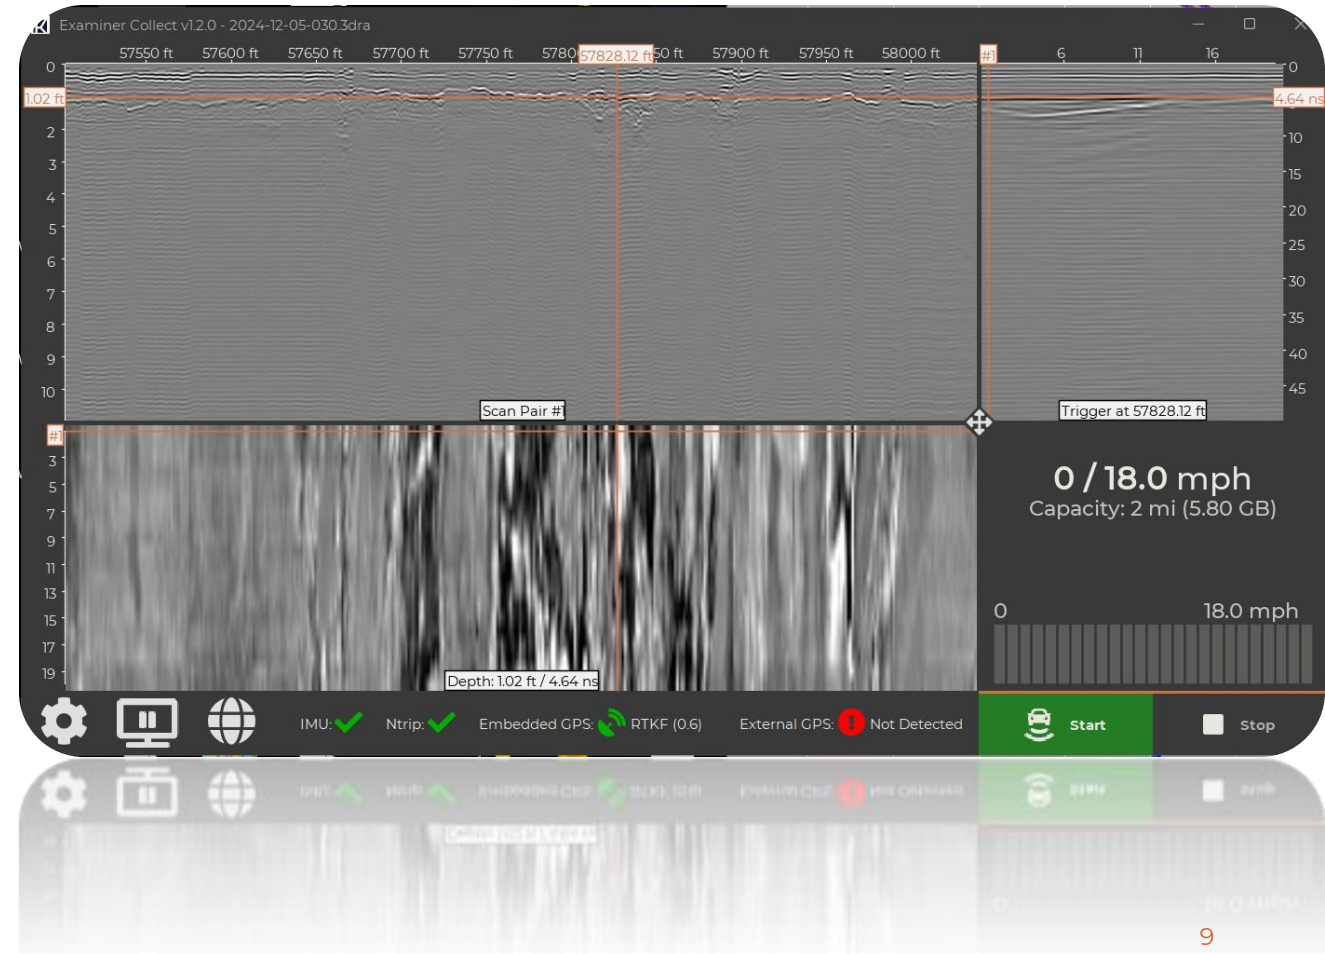 Examiner Collect v1.2.0 - 2024-12-05-030.3dra
57550 ft 57600 ft 57650 ft 57700 ft 57750 ft 5780 57828.12 ft 50 ft 57900 ft 57950 ft 58000 ft #1 6 11 16
0 0
1.02 ft 4.64 ns
2 10
3 15
4 20
5 25
6 30
7 35
8 40
9 45
10
Scan Pair #1 Trigger at 57828.12 ft
#1
3
5
7
9
11
13
15
17
19
Depth: 1.02 ft / 4.64 ns
0 / 18.0 mph
Capacity: 2 mi (5.80 GB)
0 18.0 mph
IMU: Ntrip: Embedded GPS: RTKF (0.6) External GPS: ! Not Detected Start Stop
9